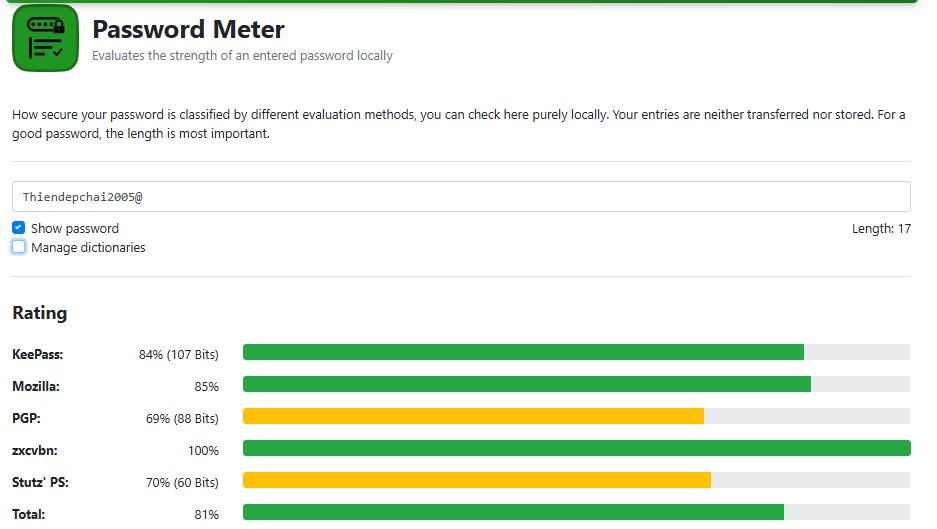 Password Meter
Evaluates the strength of an entered password locally
How secure your password is classified by different evaluation methods, you can check here purely locally. Your entries are neither transferred nor stored. For a
good password, the length is most important.
Thiendepchai2005@
Show password
Length: 17
Manage dictionaries
Rating
KeePass: 84% (107 Bits)
Mozilla: 85%
PGP: 69% (88 Bits)
zxcvbn: 100%
Stutz' PS: 70% (60 Bits)
Total: 81%